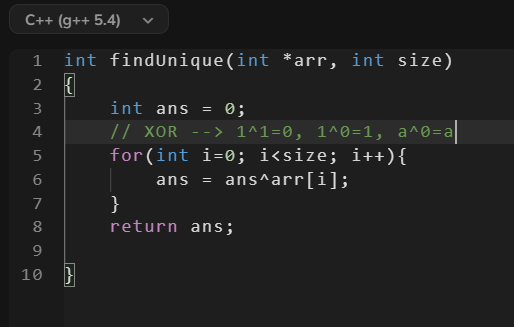 C++ (g++ 5.4)
1 int findUnique(int *arr, int size)
2 {
3     int ans = 0;
4     // XOR --> 1^1=0, 1^0=1, a^0=a
5     for(int i=0; i<size; i++){
6         ans = ans^arr[i];
7     }
8     return ans;
9
10 }